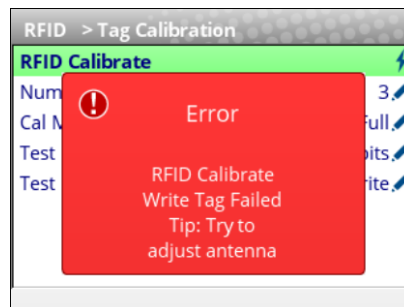 RFID > Tag Calibration
RFID Calibrate
Num 3
Cal Full
Test bits
Test rite
Error
RFID Calibrate
Write Tag Failed
Tip: Try to
adjust antenna